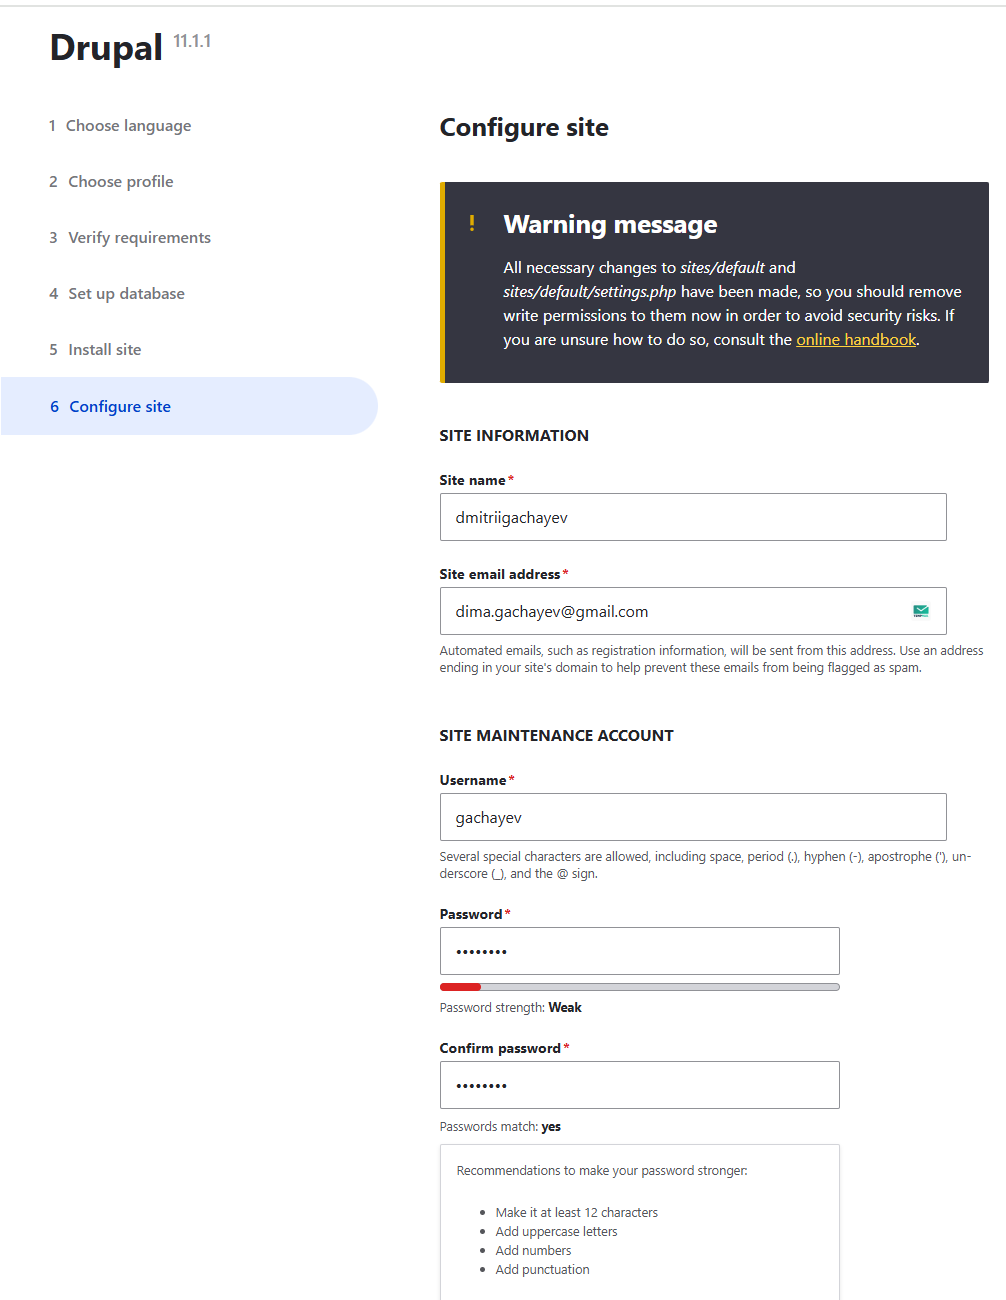 Drupal 11.1.1
1 Choose language
2 Choose profile
3 Verify requirements
4 Set up database
5 Install site
6 Configure site
Configure site
! Warning message
All necessary changes to sites/default and
sites/default/settings.php have been made, so you should remove
write permissions to them now in order to avoid security risks. If
you are unsure how to do so, consult the online handbook.
SITE INFORMATION
Site name*
dmitriigachayev
Site email address*
dima.gachayev@gmail.com
Automated emails, such as registration information, will be sent from this address. Use an address
ending in your site's domain to help prevent these emails from being flagged as spam.
SITE MAINTENANCE ACCOUNT
Username*
gachayev
Several special characters are allowed, including space, period (.), hyphen (-), apostrophe ('), un-
derscore (_), and the @ sign.
Password*
••••••••
Password strength: Weak
Confirm password*
••••••••
Passwords match: yes
Recommendations to make your password stronger:
• Make it at least 12 characters
• Add uppercase letters
• Add numbers
• Add punctuation